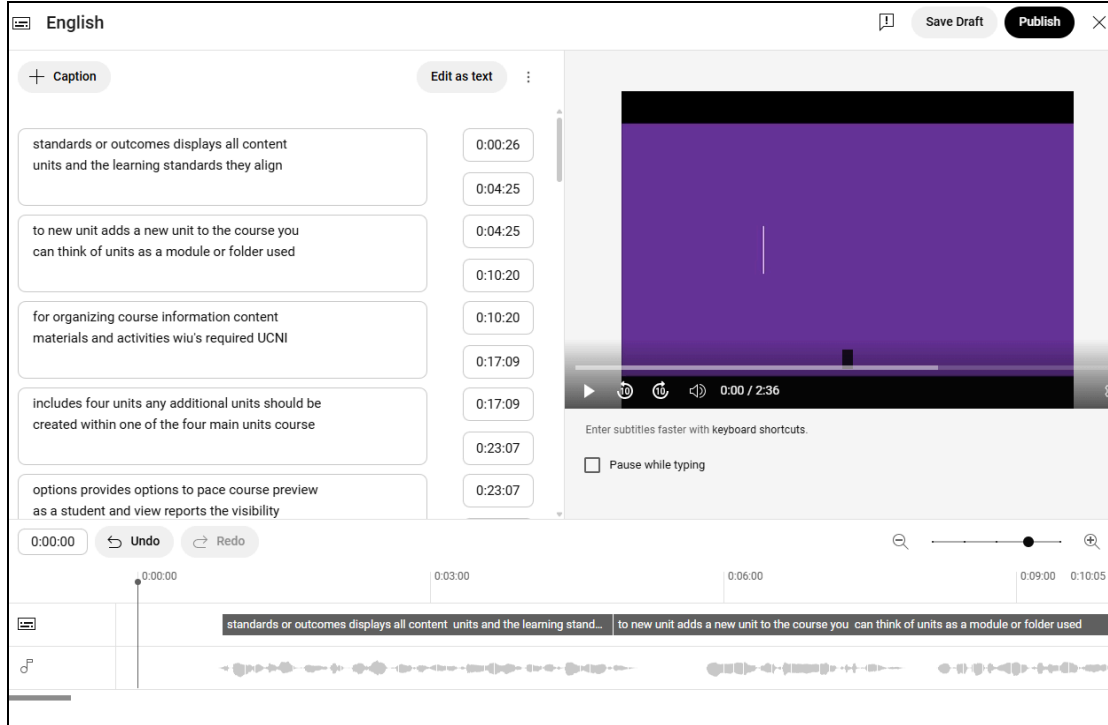 English
Save Draft
Publish
Caption
Edit as text
standards or outcomes displays all content
units and the learning standards they align
0:00:26
0:04:25
to new unit adds a new unit to the course you
can think of units as a module or folder used
0:04:25
0:10:20
for organizing course information content
materials and activities wiu's required UCNI
0:10:20
0:17:09
includes four units any additional units should be
created within one of the four main units course
0:17:09
0:23:07
options provides options to pace course preview
as a student and view reports the visibility
0:23:07
10
10
0:00 / 2:36
Enter subtitles faster with keyboard shortcuts.
Pause while typing
0:00:00
Undo
Redo
0:00:00
0:03:00
0:06:00
0:09:00
0:10:05
standards or outcomes displays all content units and the learning stand...
to new unit adds a new unit to the course you can think of units as a module or folder used